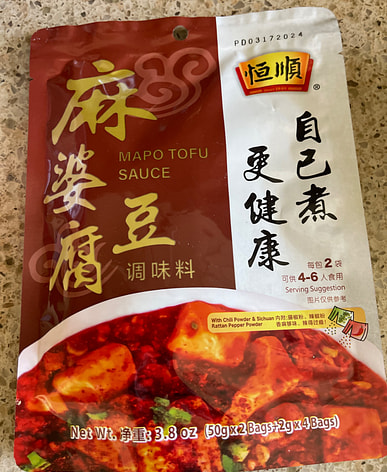 PD03172024
恒順
®
麻婆豆腐
MAPO TOFU
SAUCE
调味料
自己煮
更健康
每包2袋
可供4-6人食用
Serving Suggestion
图片仅供参考
With Chili Powder & Sichuan
Rattan Pepper Powder
Net Wt. 净重: 3.8 oz (50g x 2 Bags+2g x 4 Bags)